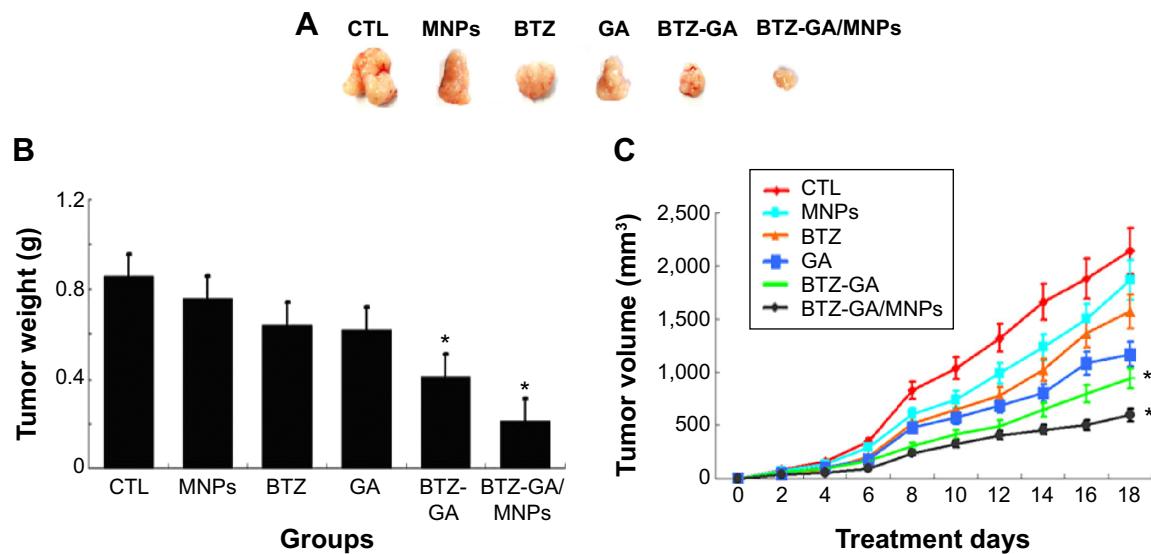 A
CTL MNPs BTZ GA BTZ-GA BTZ-GA/MNPs
B
Tumor weight (g)
1.2
0.8
0.4
0
CTL MNPs BTZ GA BTZ- BTZ-GA/
GA MNPs
* *
Groups
C
CTL
MNPs
BTZ
GA
BTZ-GA
BTZ-GA/MNPs
Tumor volume (mm³)
2,500
2,000
1,500
1,000
500
0
*
*
0 2 4 6 8 10 12 14 16 18
Treatment days